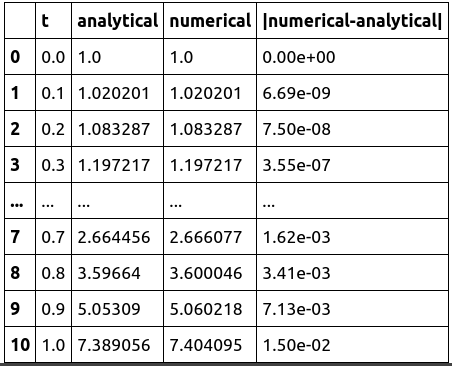 t analytical numerical |numerical-analytical|
0 0.0 1.0 1.0 0.00e+00
1 0.1 1.020201 1.020201 6.69e-09
2 0.2 1.083287 1.083287 7.50e-08
3 0.3 1.197217 1.197217 3.55e-07
... ... ... ... ...
7 0.7 2.664456 2.666077 1.62e-03
8 0.8 3.59664 3.600046 3.41e-03
9 0.9 5.05309 5.060218 7.13e-03
10 1.0 7.389056 7.404095 1.50e-02